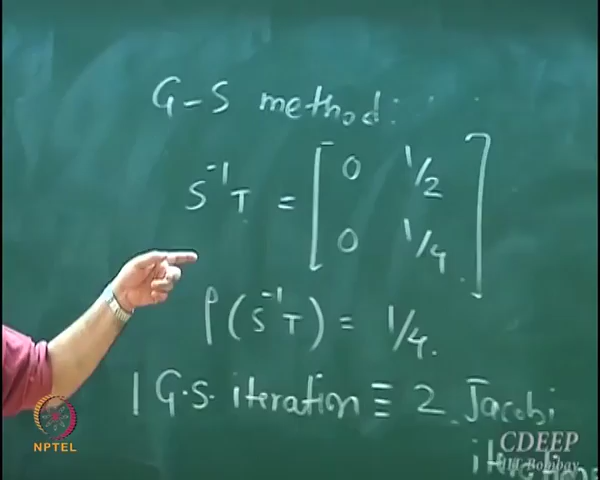 G-S method:
S⁻¹T = [ 0 1/2
0 1/4 ]
ρ(S⁻¹T) = 1/4.
1 G.S. iteration ≡ 2 Jacobi
iterations
NPTEL
CDEEP
IIT Bombay